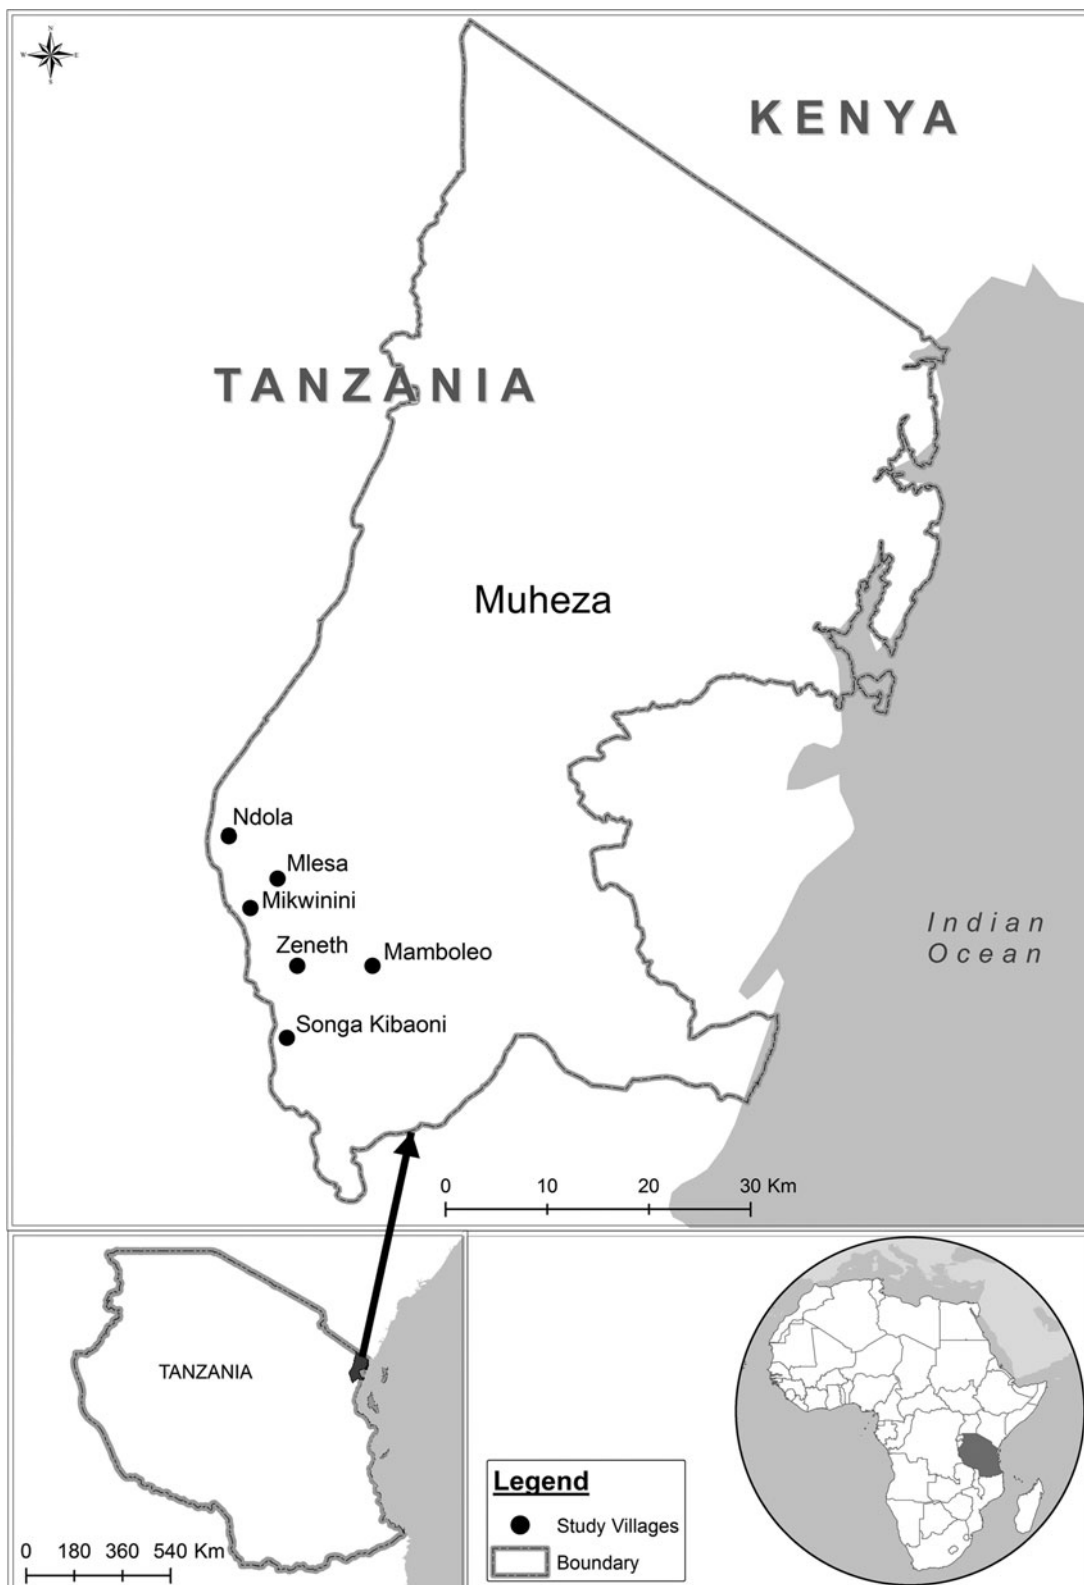 N
W E
S
KENYA
TANZANIA
Muheza
Ndola
Mlesa
Mikwinini
Zeneth
Mamboleo
Songa Kibaoni
Indian
Ocean
0 10 20 30 Km
TANZANIA
0 180 360 540 Km
Legend
Study Villages
Boundary